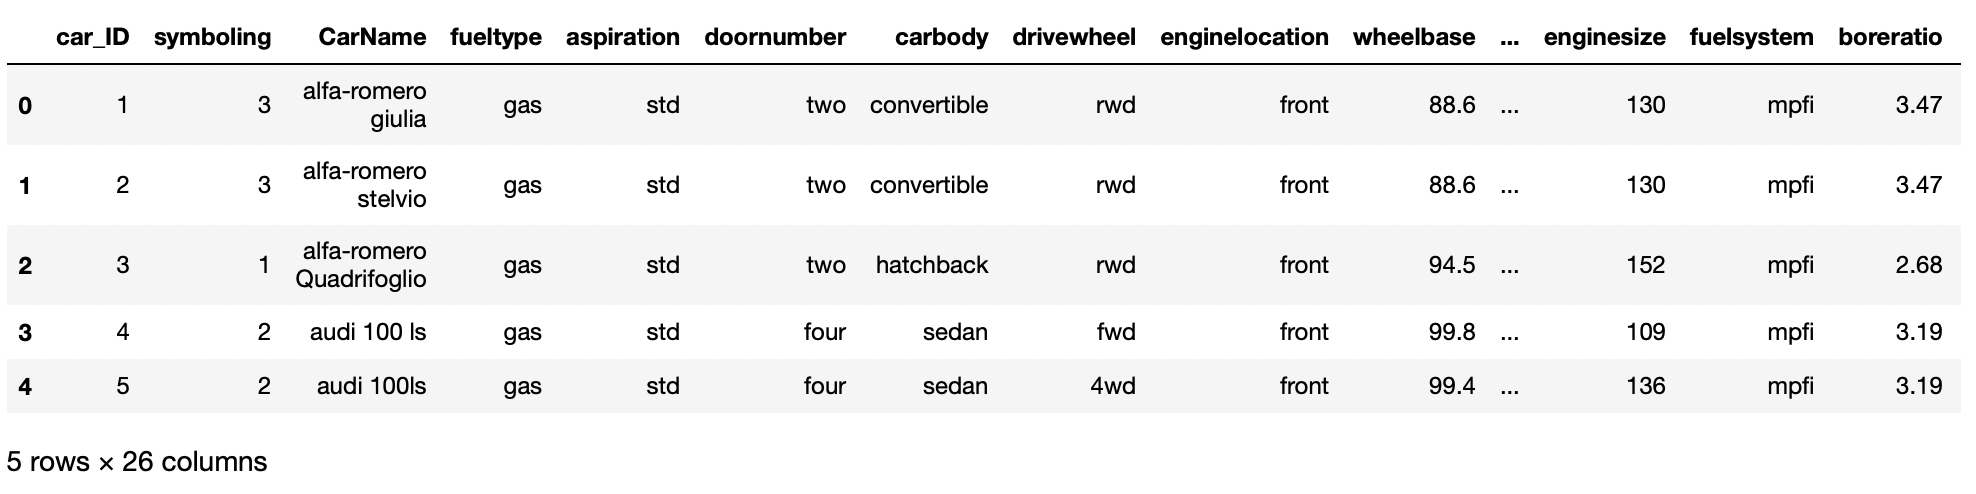 car_ID symboling CarName fueltype aspiration doornumber carbody drivewheel enginelocation wheelbase ... enginesize fuelsystem boreratio
0 1 3 alfa-romero giulia gas std two convertible rwd front 88.6 ... 130 mpfi 3.47
1 2 3 alfa-romero stelvio gas std two convertible rwd front 88.6 ... 130 mpfi 3.47
2 3 1 alfa-romero Quadrifoglio gas std two hatchback rwd front 94.5 ... 152 mpfi 2.68
3 4 2 audi 100 ls gas std four sedan fwd front 99.8 ... 109 mpfi 3.19
4 5 2 audi 100ls gas std four sedan 4wd front 99.4 ... 136 mpfi 3.19
5 rows × 26 columns